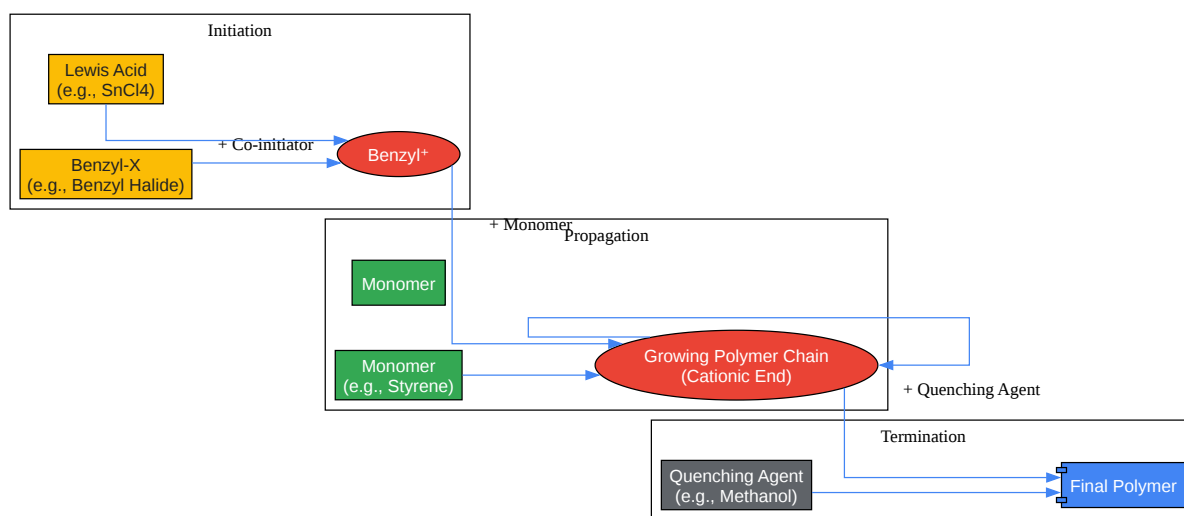 Initiation
Lewis Acid
(e.g., SnCl4)
+ Co-initiator
Benzyl⁺
Benzyl-X
(e.g., Benzyl Halide)
+ Monomer
Propagation
Monomer
Monomer
(e.g., Styrene)
Growing Polymer Chain
(Cationic End)
+ Quenching Agent
Termination
Quenching Agent
(e.g., Methanol)
Final Polymer